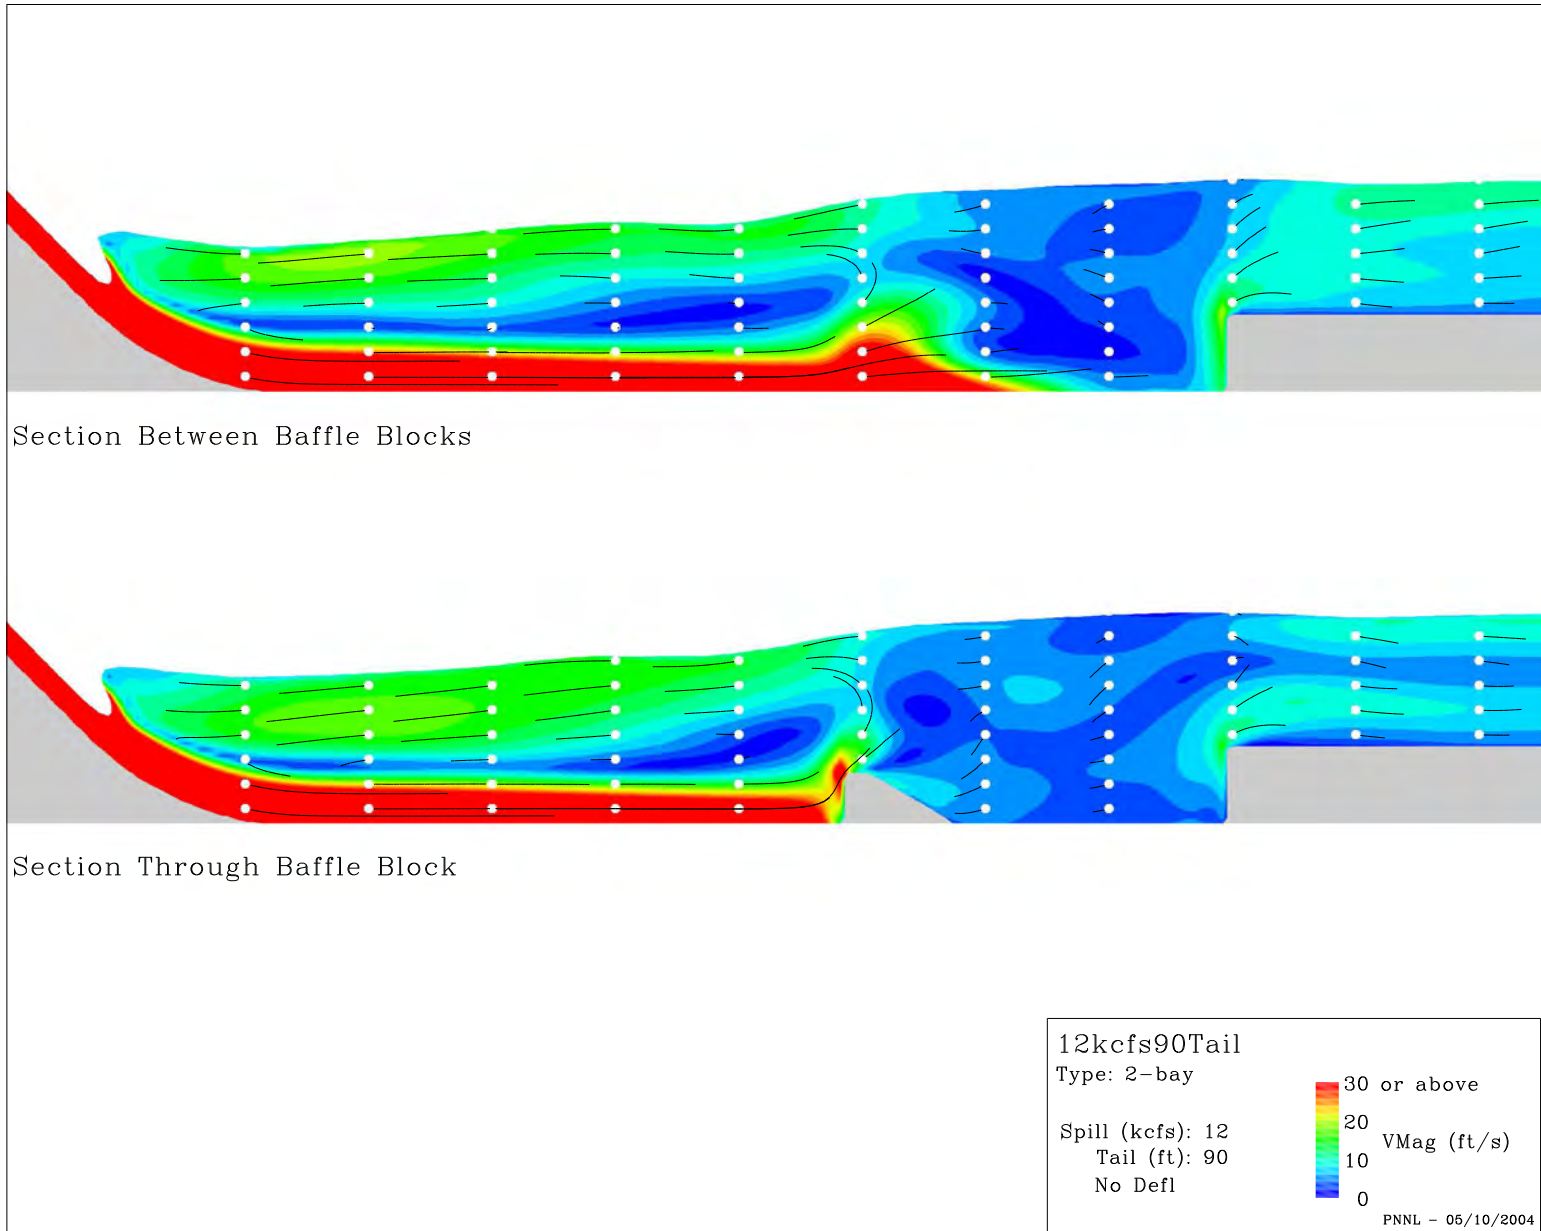 Section Between Baffle Blocks
Section Through Baffle Block
12kcfs90Tail
Type: 2-bay
Spill (kcfs): 12
Tail (ft): 90
No Defl
30 or above
20
VMag (ft/s)
10
0
PNNL - 05/10/2004